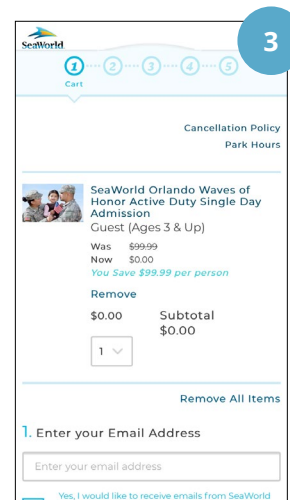 3
SeaWorld
1 2 3 4 5
Cart
Cancellation Policy
Park Hours
SeaWorld Orlando Waves of
Honor Active Duty Single Day
Admission
Guest (Ages 3 & Up)
Was $99.99
Now $0.00
You Save $99.99 per person
Remove
$0.00 Subtotal
$0.00
1
Remove All Items
1. Enter your Email Address
Enter your email address
Yes, I would like to receive emails from SeaWorld